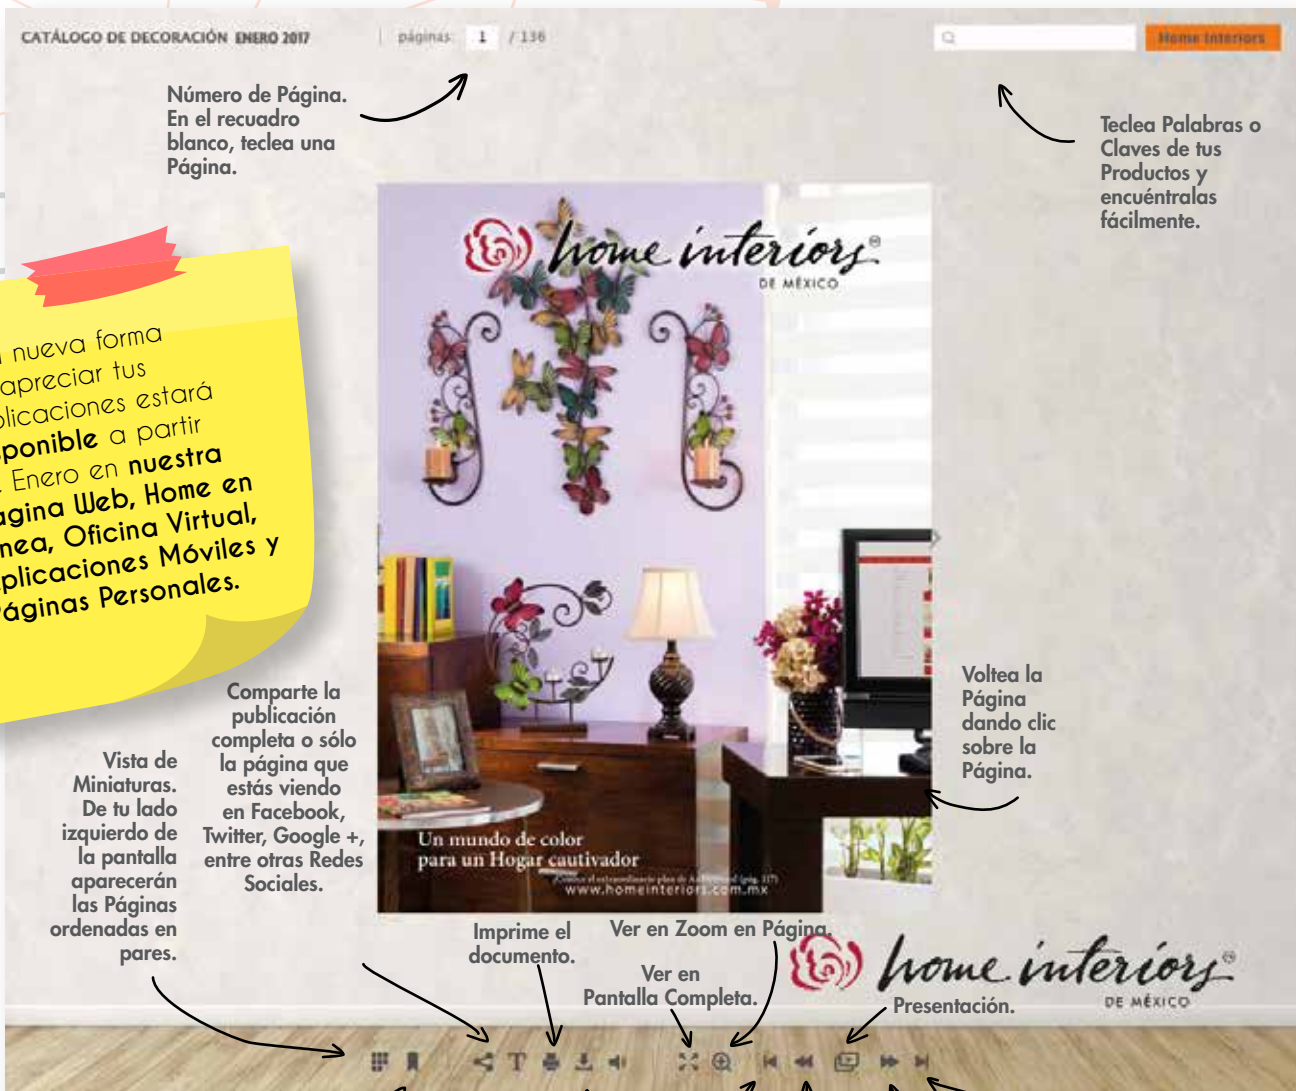 CATÁLOGO DE DECORACIÓN ENERO 2017
páginas: 1 / 136
Home Interiors
Número de Página.
En el recuadro
blanco, teclea una
Página.
Teclea Palabras o
Claves de tus
Productos y
encuéntralas
fácilmente.
home interiors
DE MÉXICO
nueva forma
apreciar tus
plicaciones estará
ponible a partir
Enero en nuestra
agina Web, Home en
nea, Oficina Virtual,
plicaciones Móviles y
áginas Personales.
Voltea la
Página
dando clic
sobre la
Página.
Comparte la
publicación
completa o sólo
la página que
estás viendo
en Facebook,
Twitter, Google +,
entre otras Redes
Sociales.
Vista de
Miniaturas.
De tu lado
izquierdo de
la pantalla
aparecerán
las Páginas
ordenadas en
pares.
Un mundo de color
para un Hogar cautivador
www.homeinteriors.com.mx
Imprime el
documento.
Ver en Zoom en Página.
Ver en
Pantalla Completa.
home interiors
DE MÉXICO
Presentación.
T